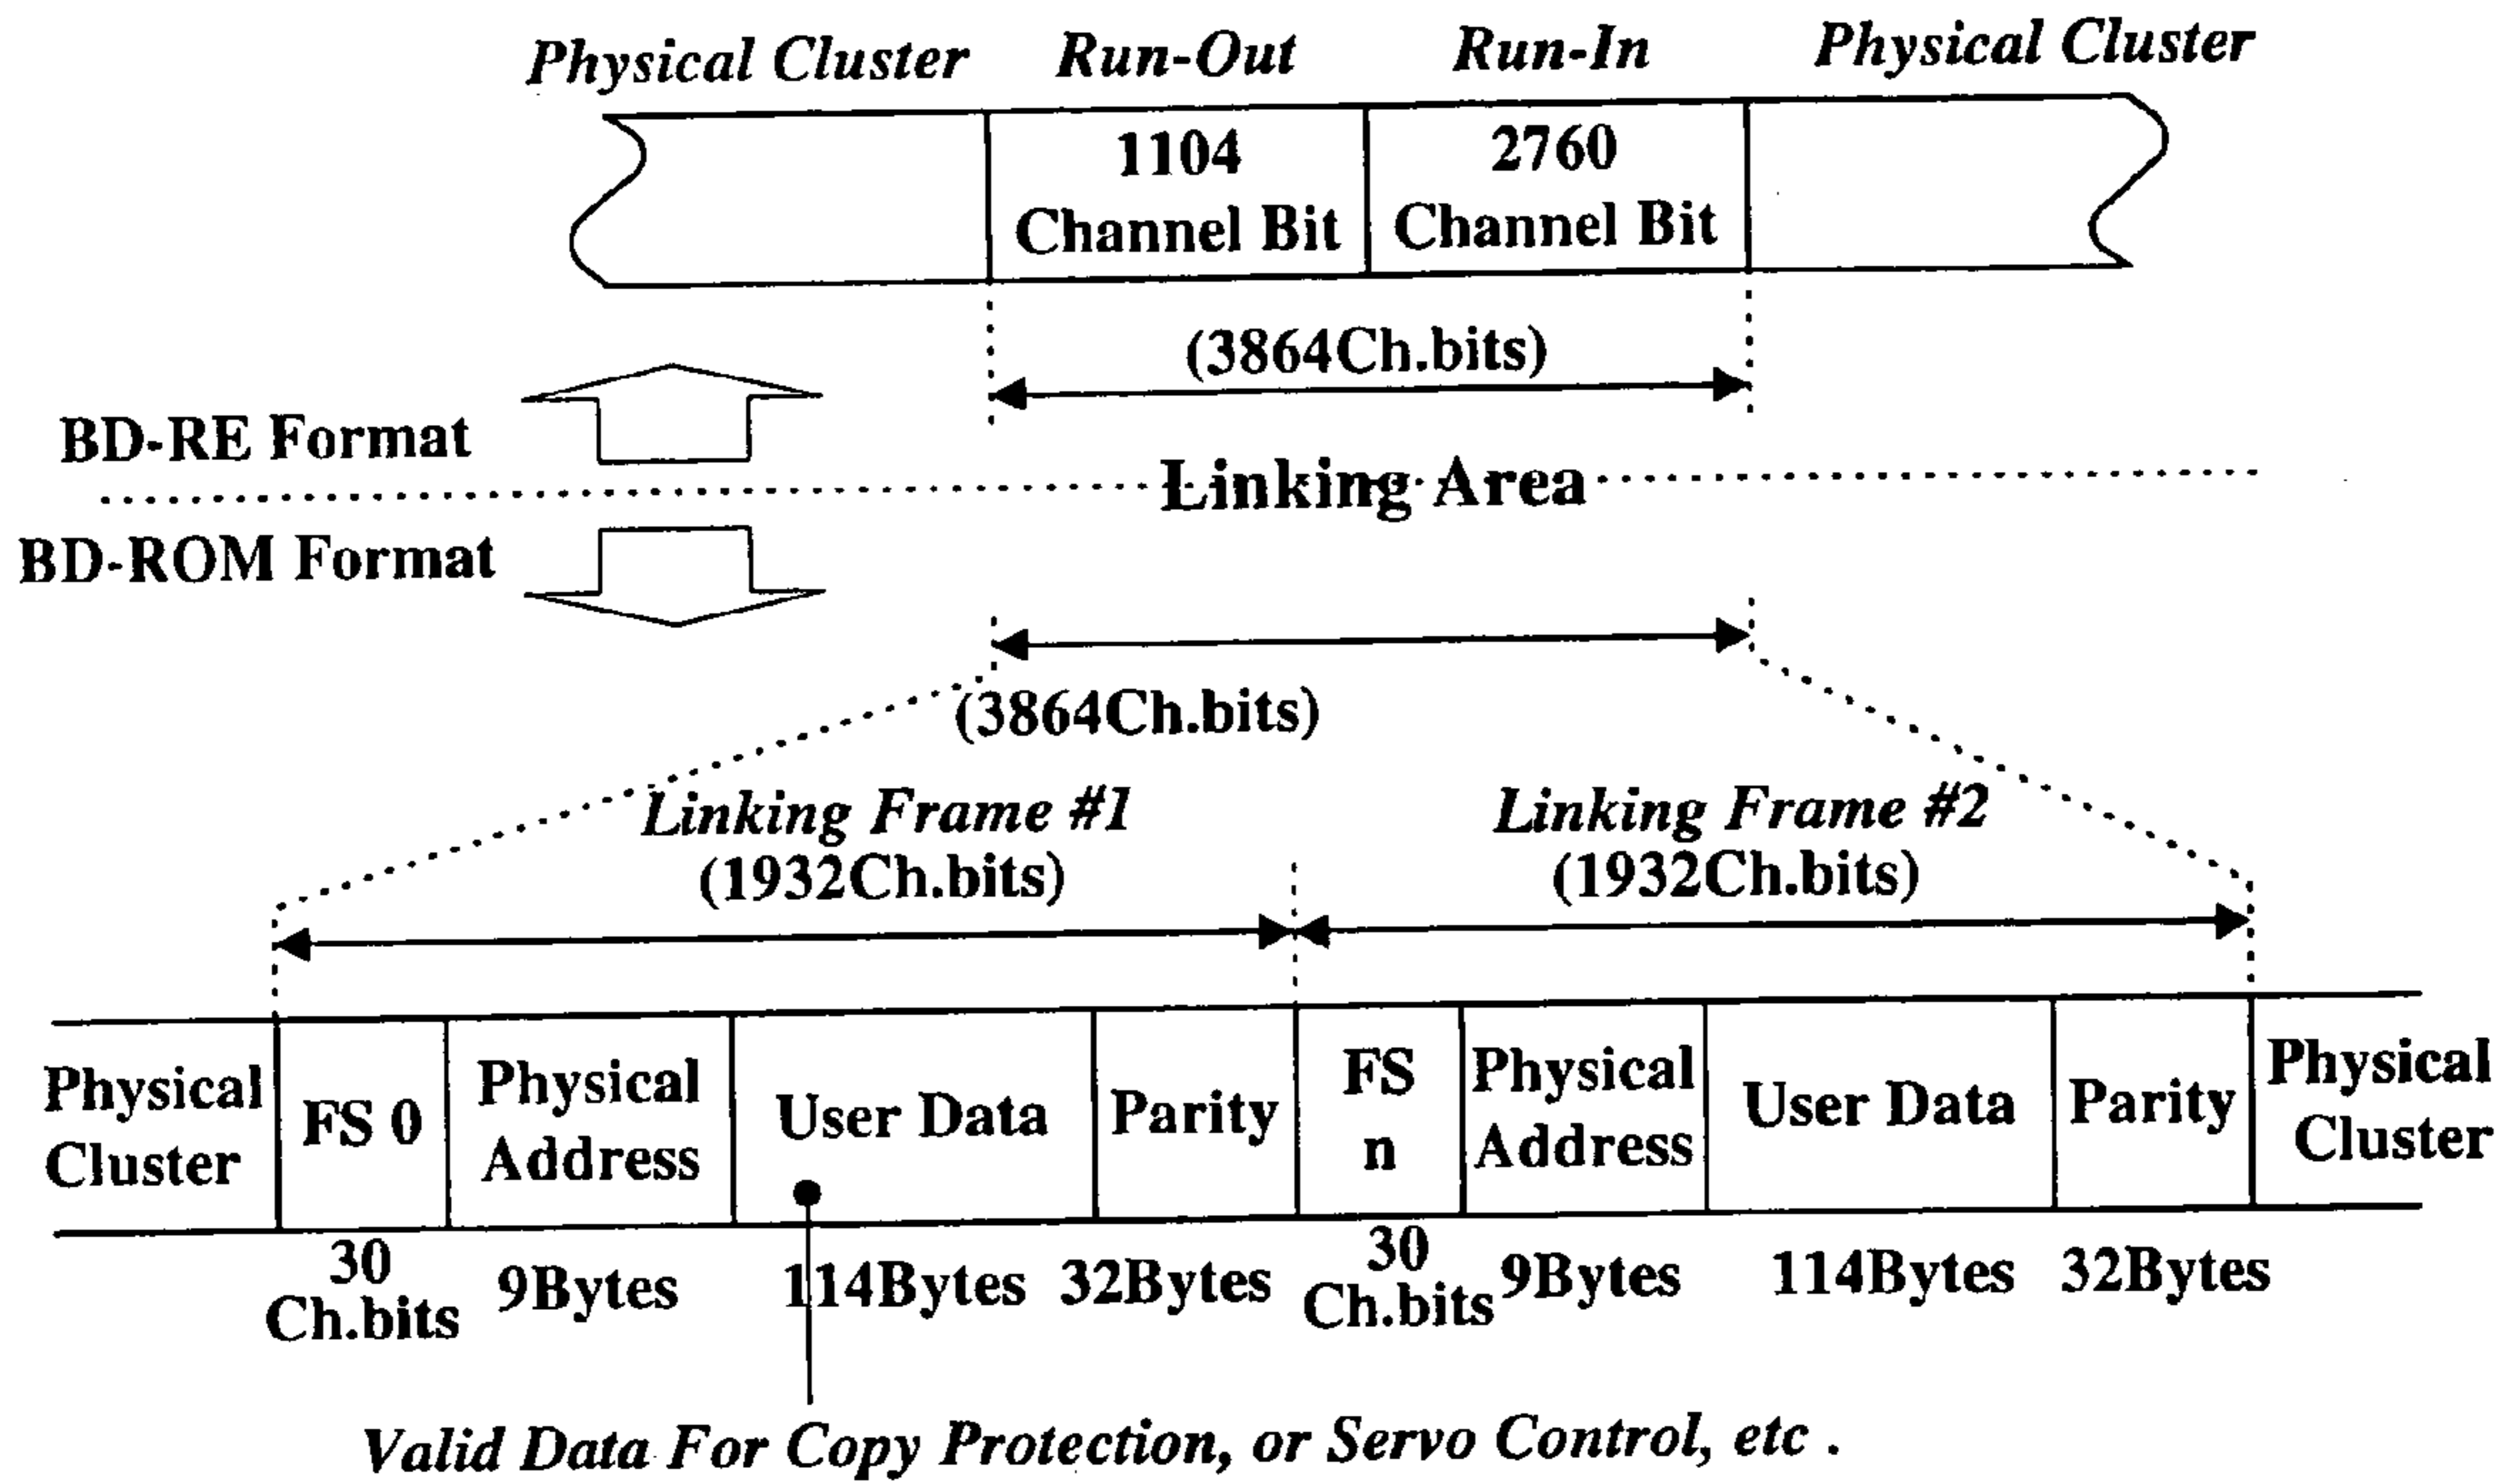 Physical Cluster Run-Out Run-In Physical Cluster
1104
Channel Bit
2760
Channel Bit
(3864Ch.bits)
BD-RE Format
Linking Area
BD-ROM Format
(3864Ch.bits)
Linking Frame #1
(1932Ch.bits)
Linking Frame #2
(1932Ch.bits)
Physical
Cluster
FS 0
Physical
Address
User Data
Parity
FS
n
Physical
Address
User Data
Parity
Physical
Cluster
30
Ch.bits
9Bytes
114Bytes
32Bytes
30
Ch.bits
9Bytes
114Bytes
32Bytes
Valid Data For Copy Protection, or Servo Control, etc .